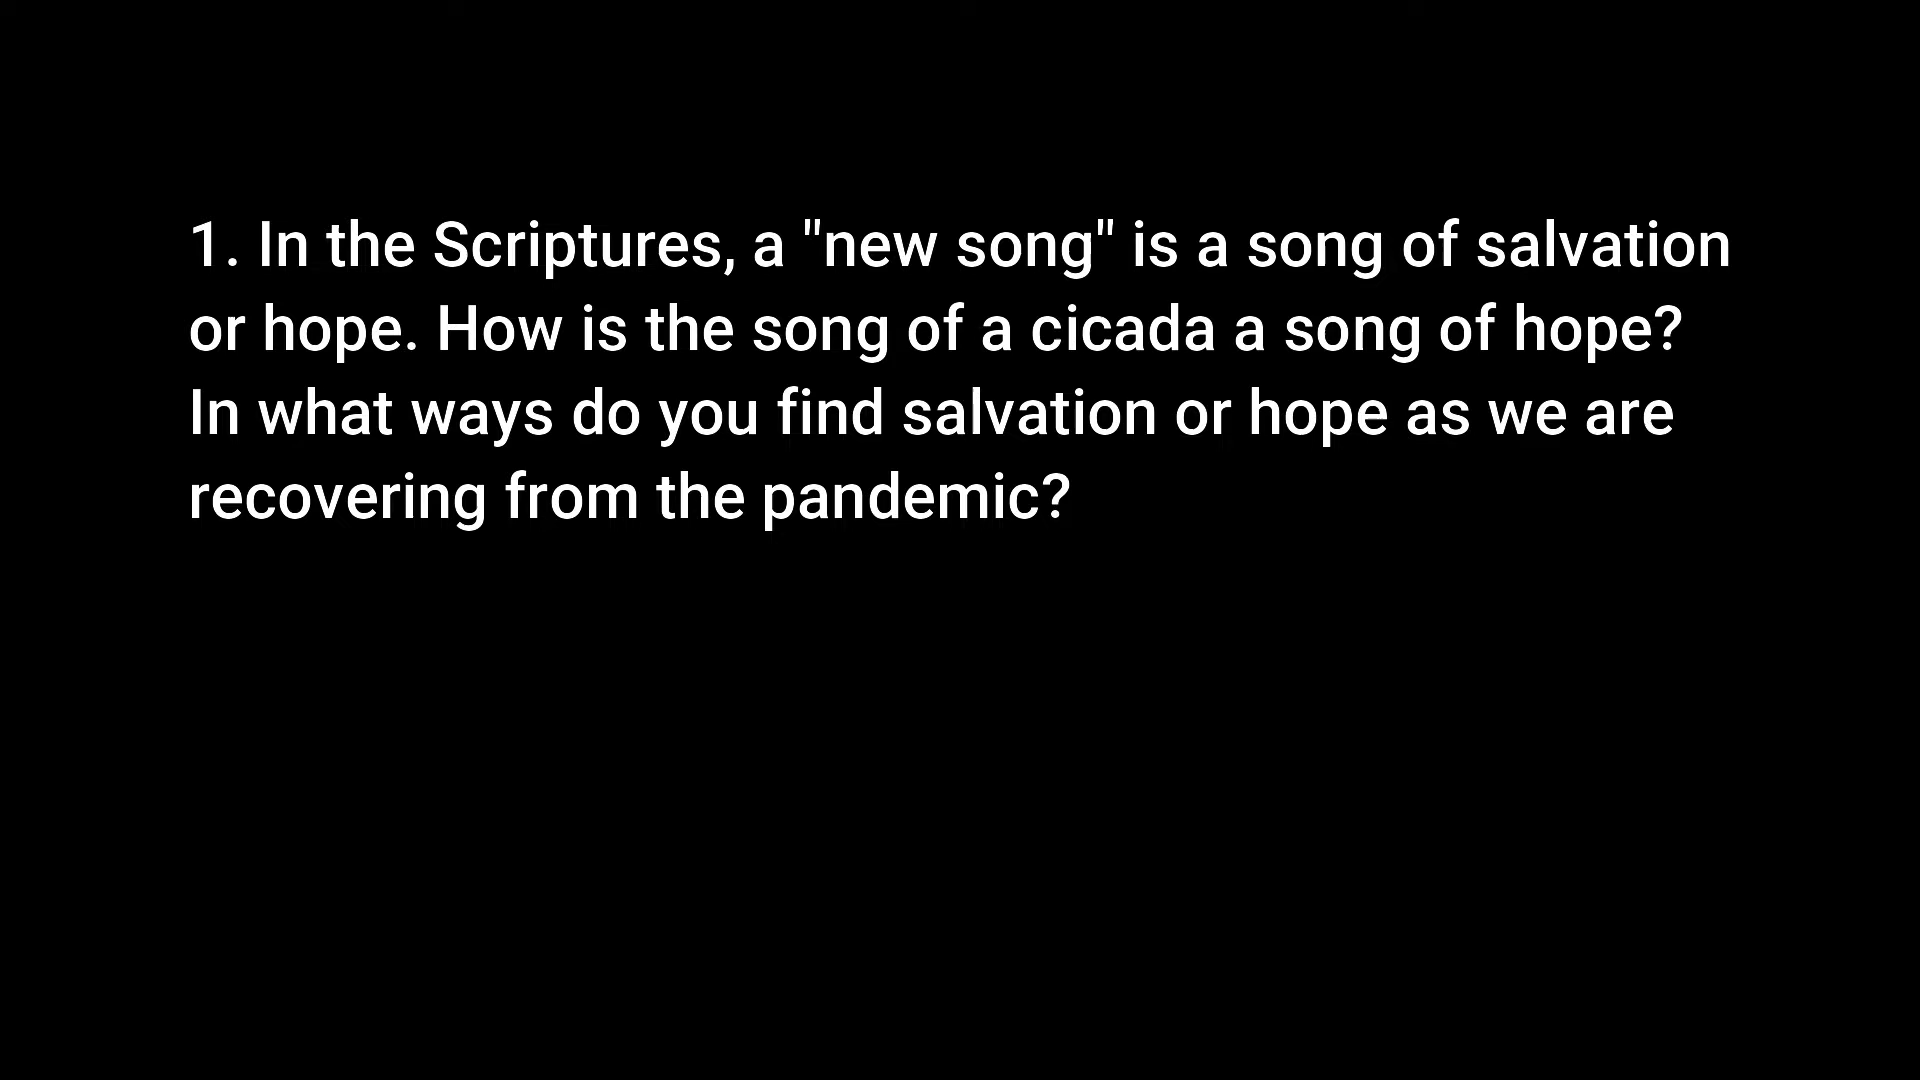 1. In the Scriptures, a "new song" is a song of salvation
or hope. How is the song of a cicada a song of hope?
In what ways do you find salvation or hope as we are
recovering from the pandemic?